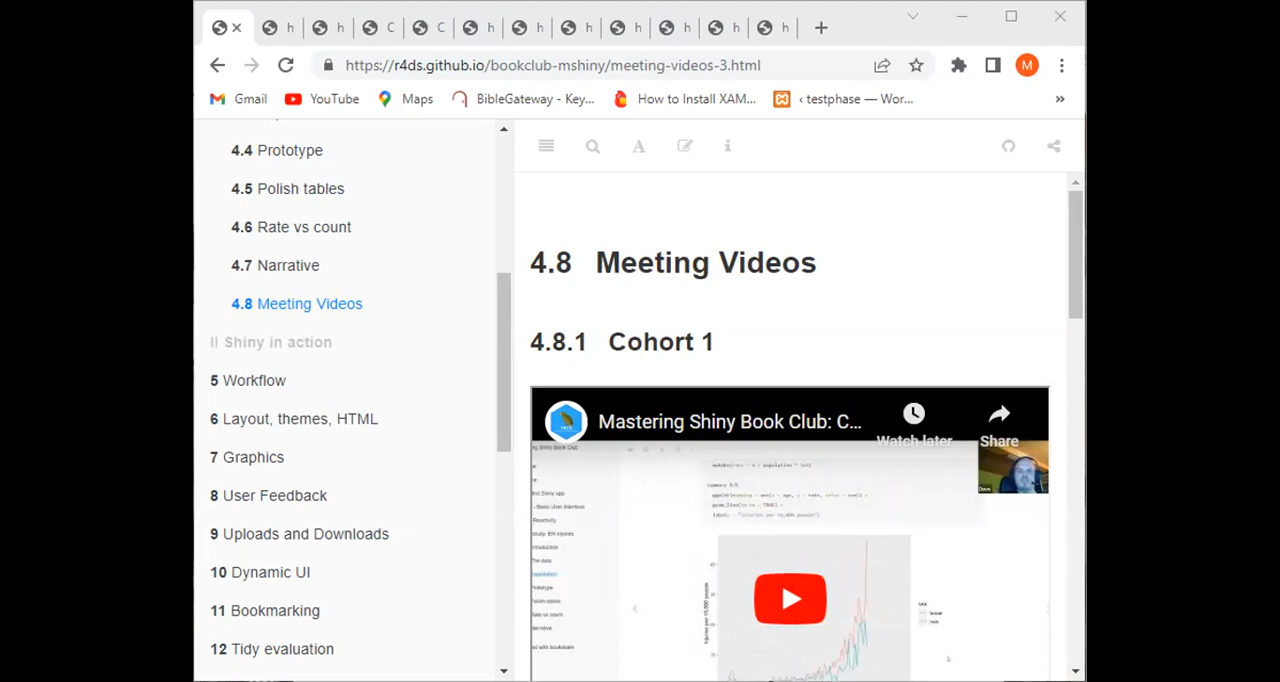 h h C C h h h h h h h
https://r4ds.github.io/bookclub-mshiny/meeting-videos-3.html
M
Gmail YouTube Maps BibleGateway - Key... How to Install XAM... ‹ testphase — Wor... »
4.4 Prototype
4.5 Polish tables
4.6 Rate vs count
4.7 Narrative
4.8 Meeting Videos
II Shiny in action
5 Workflow
6 Layout, themes, HTML
7 Graphics
8 User Feedback
9 Uploads and Downloads
10 Dynamic UI
11 Bookmarking
12 Tidy evaluation
A i
4.8 Meeting Videos
4.8.1 Cohort 1
Mastering Shiny Book Club: C...
Watch later
Share